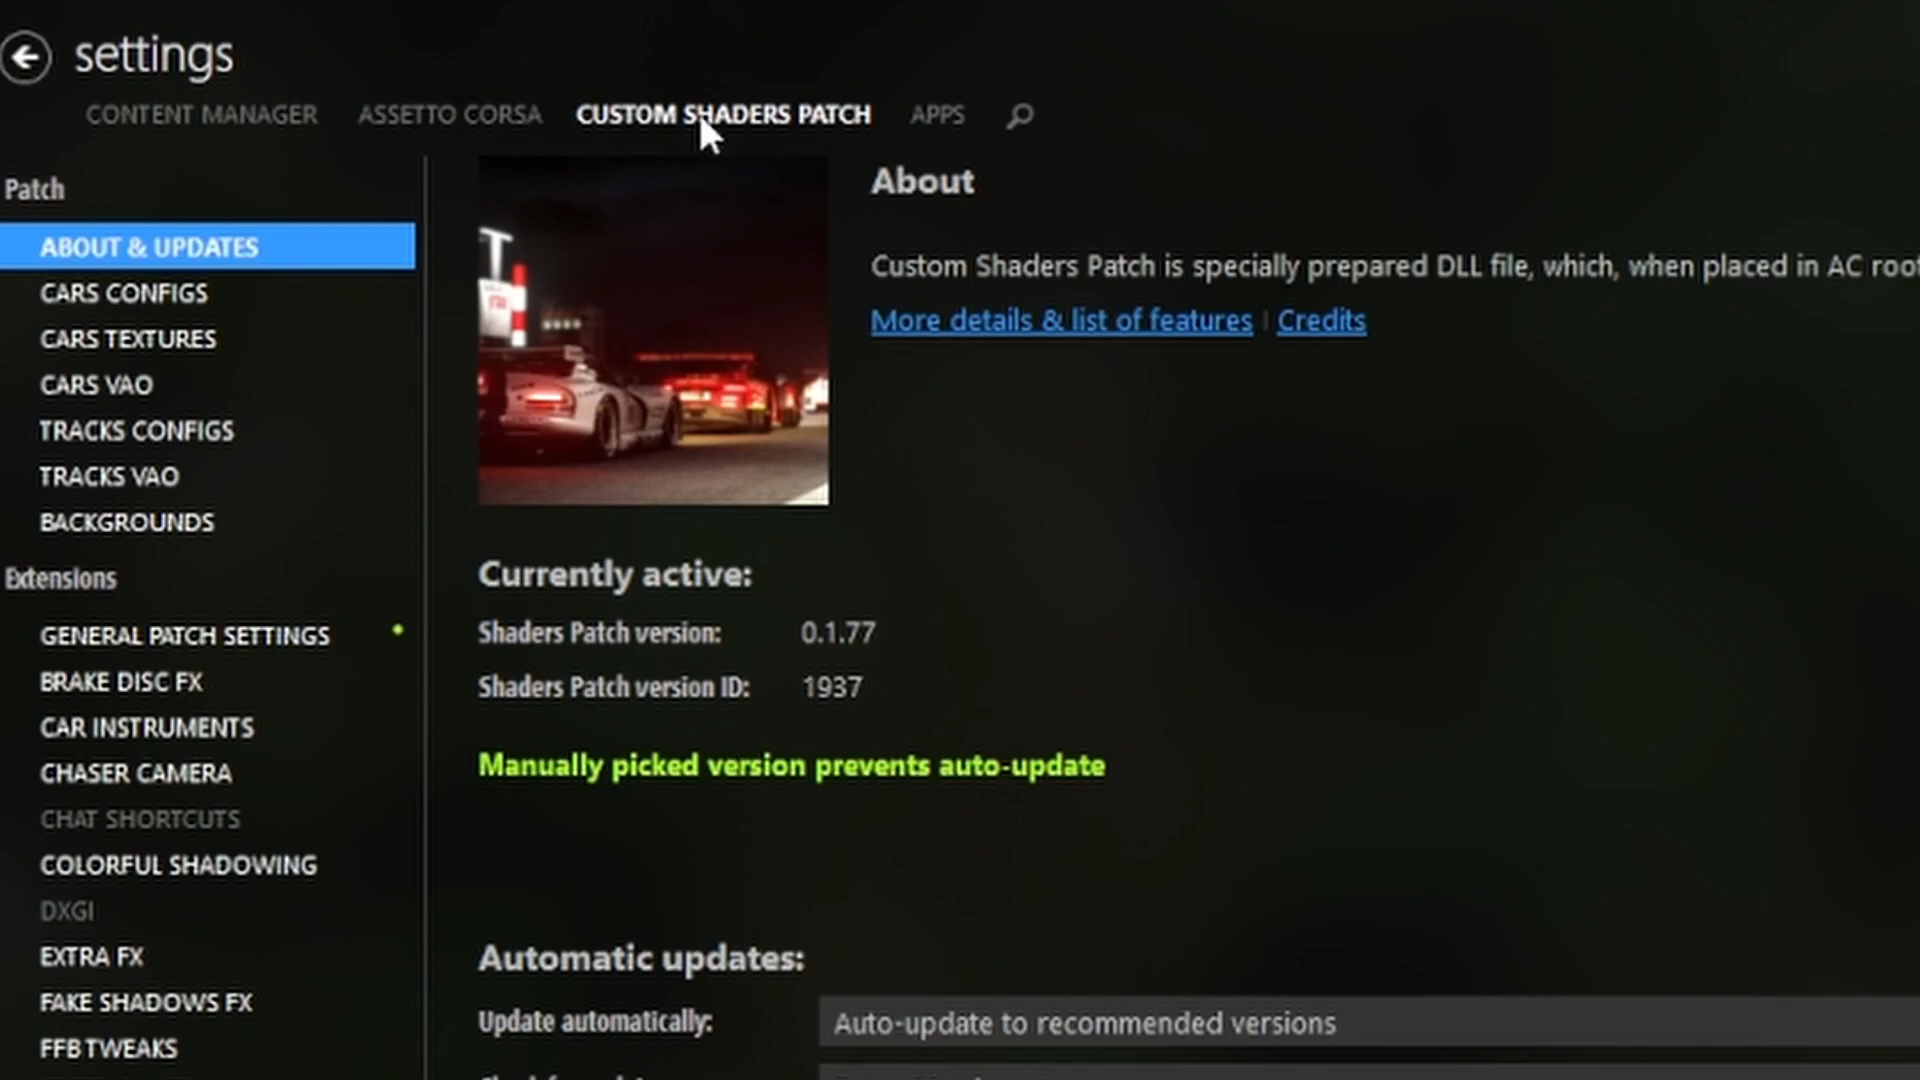 settings
CONTENT MANAGER ASSETTO CORSA CUSTOM SHADERS PATCH APPS
Patch
ABOUT & UPDATES
CARS CONFIGS
CARS TEXTURES
CARS VAO
TRACKS CONFIGS
TRACKS VAO
BACKGROUNDS
Extensions
GENERAL PATCH SETTINGS
BRAKE DISC FX
CAR INSTRUMENTS
CHASER CAMERA
CHAT SHORTCUTS
COLORFUL SHADOWING
DXGI
EXTRA FX
FAKE SHADOWS FX
FFB TWEAKS
About
Custom Shaders Patch is specially prepared DLL file, which, when placed in AC root
More details & list of features | Credits
Currently active:
Shaders Patch version: 0.1.77
Shaders Patch version ID: 1937
Manually picked version prevents auto-update
Automatic updates:
Update automatically: Auto-update to recommended versions